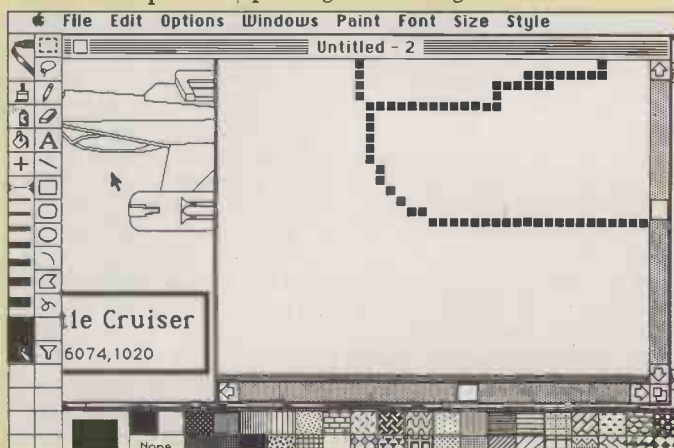 File Edit Options Windows Paint Font Size Style
Untitled - 2
A
tle Cruiser
6074,1020
None